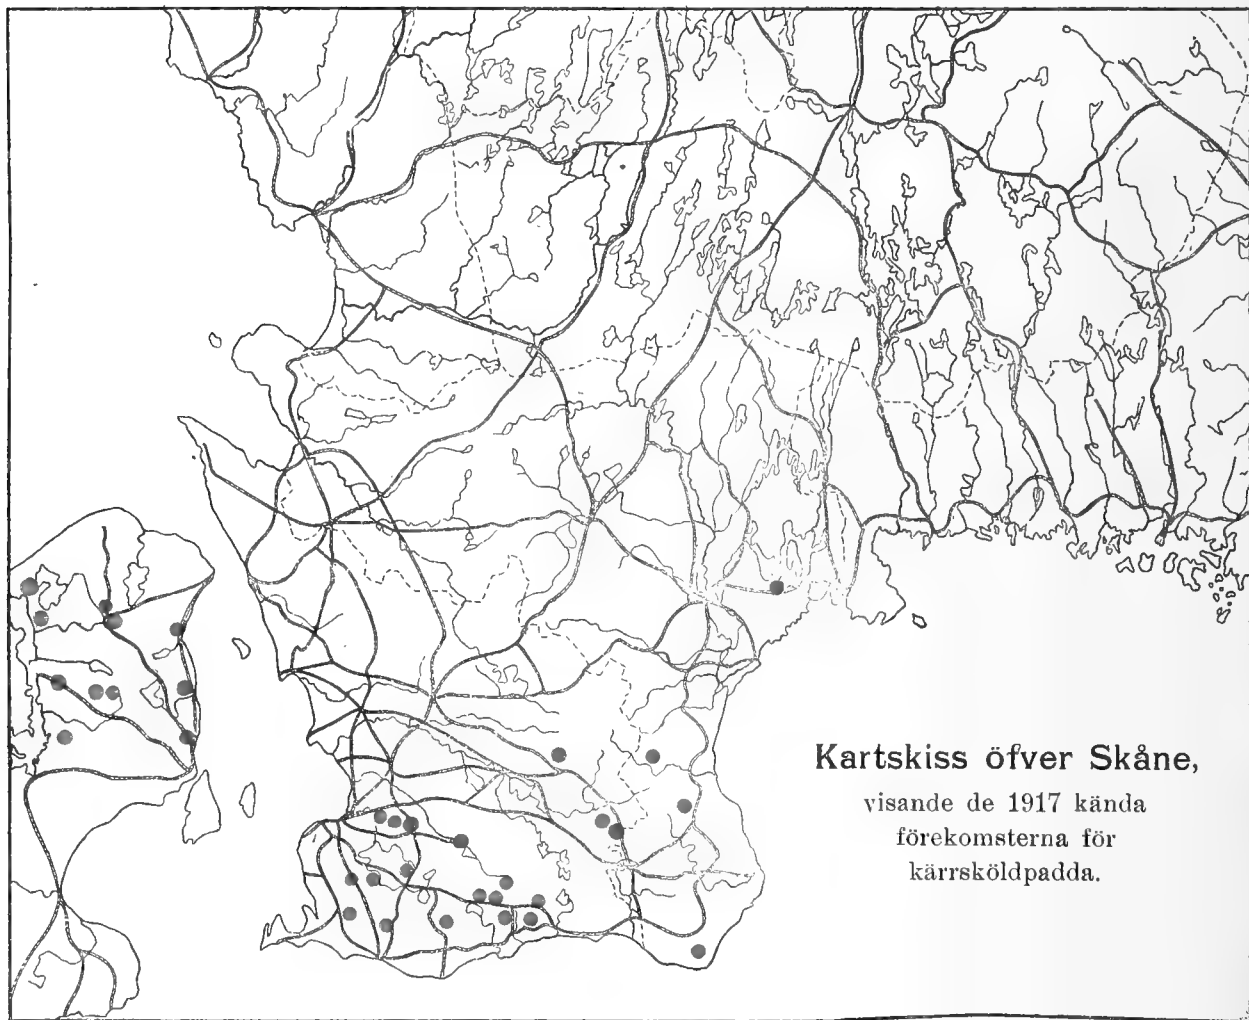 Kartskiss öfver Skåne,
visande de 1917 kända
förekomsterna för
kärrsköldpadda.